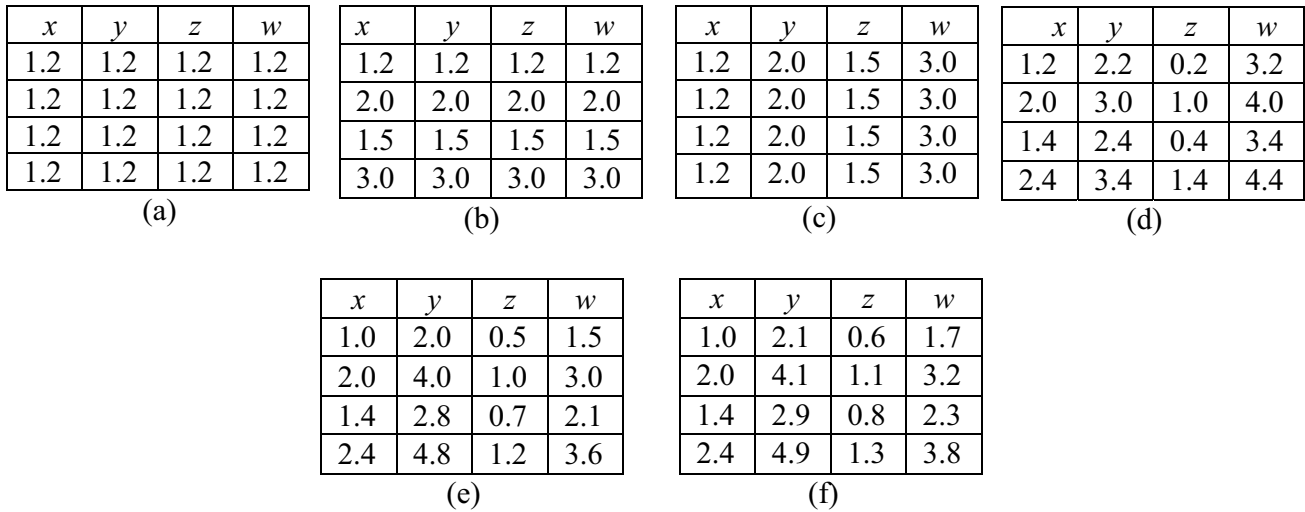 x y z w
1.2 1.2 1.2 1.2
1.2 1.2 1.2 1.2
1.2 1.2 1.2 1.2
1.2 1.2 1.2 1.2
(a)
x y z w
1.2 1.2 1.2 1.2
2.0 2.0 2.0 2.0
1.5 1.5 1.5 1.5
3.0 3.0 3.0 3.0
(b)
x y z w
1.2 2.0 1.5 3.0
1.2 2.0 1.5 3.0
1.2 2.0 1.5 3.0
1.2 2.0 1.5 3.0
(c)
x y z w
1.2 2.2 0.2 3.2
2.0 3.0 1.0 4.0
1.4 2.4 0.4 3.4
2.4 3.4 1.4 4.4
(d)
x y z w
1.0 2.0 0.5 1.5
2.0 4.0 1.0 3.0
1.4 2.8 0.7 2.1
2.4 4.8 1.2 3.6
(e)
x y z w
1.0 2.1 0.6 1.7
2.0 4.1 1.1 3.2
1.4 2.9 0.8 2.3
2.4 4.9 1.3 3.8
(f)